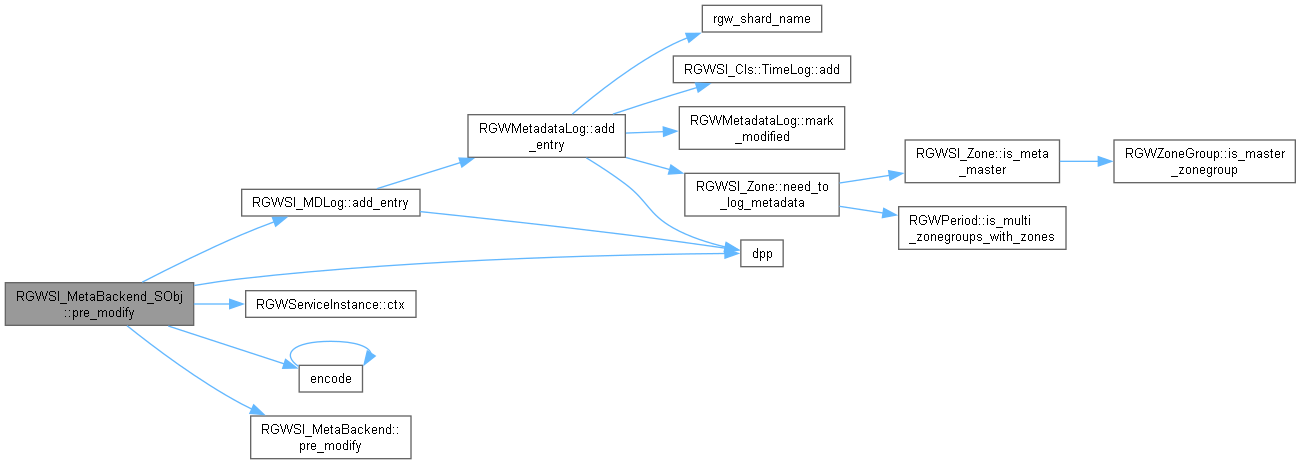 rgw_shard_name
RGWSI_Cls::TimeLog::add
RGWMetadataLog::add
_entry
RGWMetadataLog::mark
_modified
RGWSI_Zone::is_meta
_master
RGWZoneGroup::is_master
_zonegroup
RGWSI_Zone::need_to
_log_metadata
RGWSI_MDLog::add_entry
RGWPeriod::is_multi
_zonegroups_with_zones
dpp
RGWSI_MetaBackend_SObj
::pre_modify
RGWServiceInstance::ctx
encode
RGWSI_MetaBackend::
pre_modify